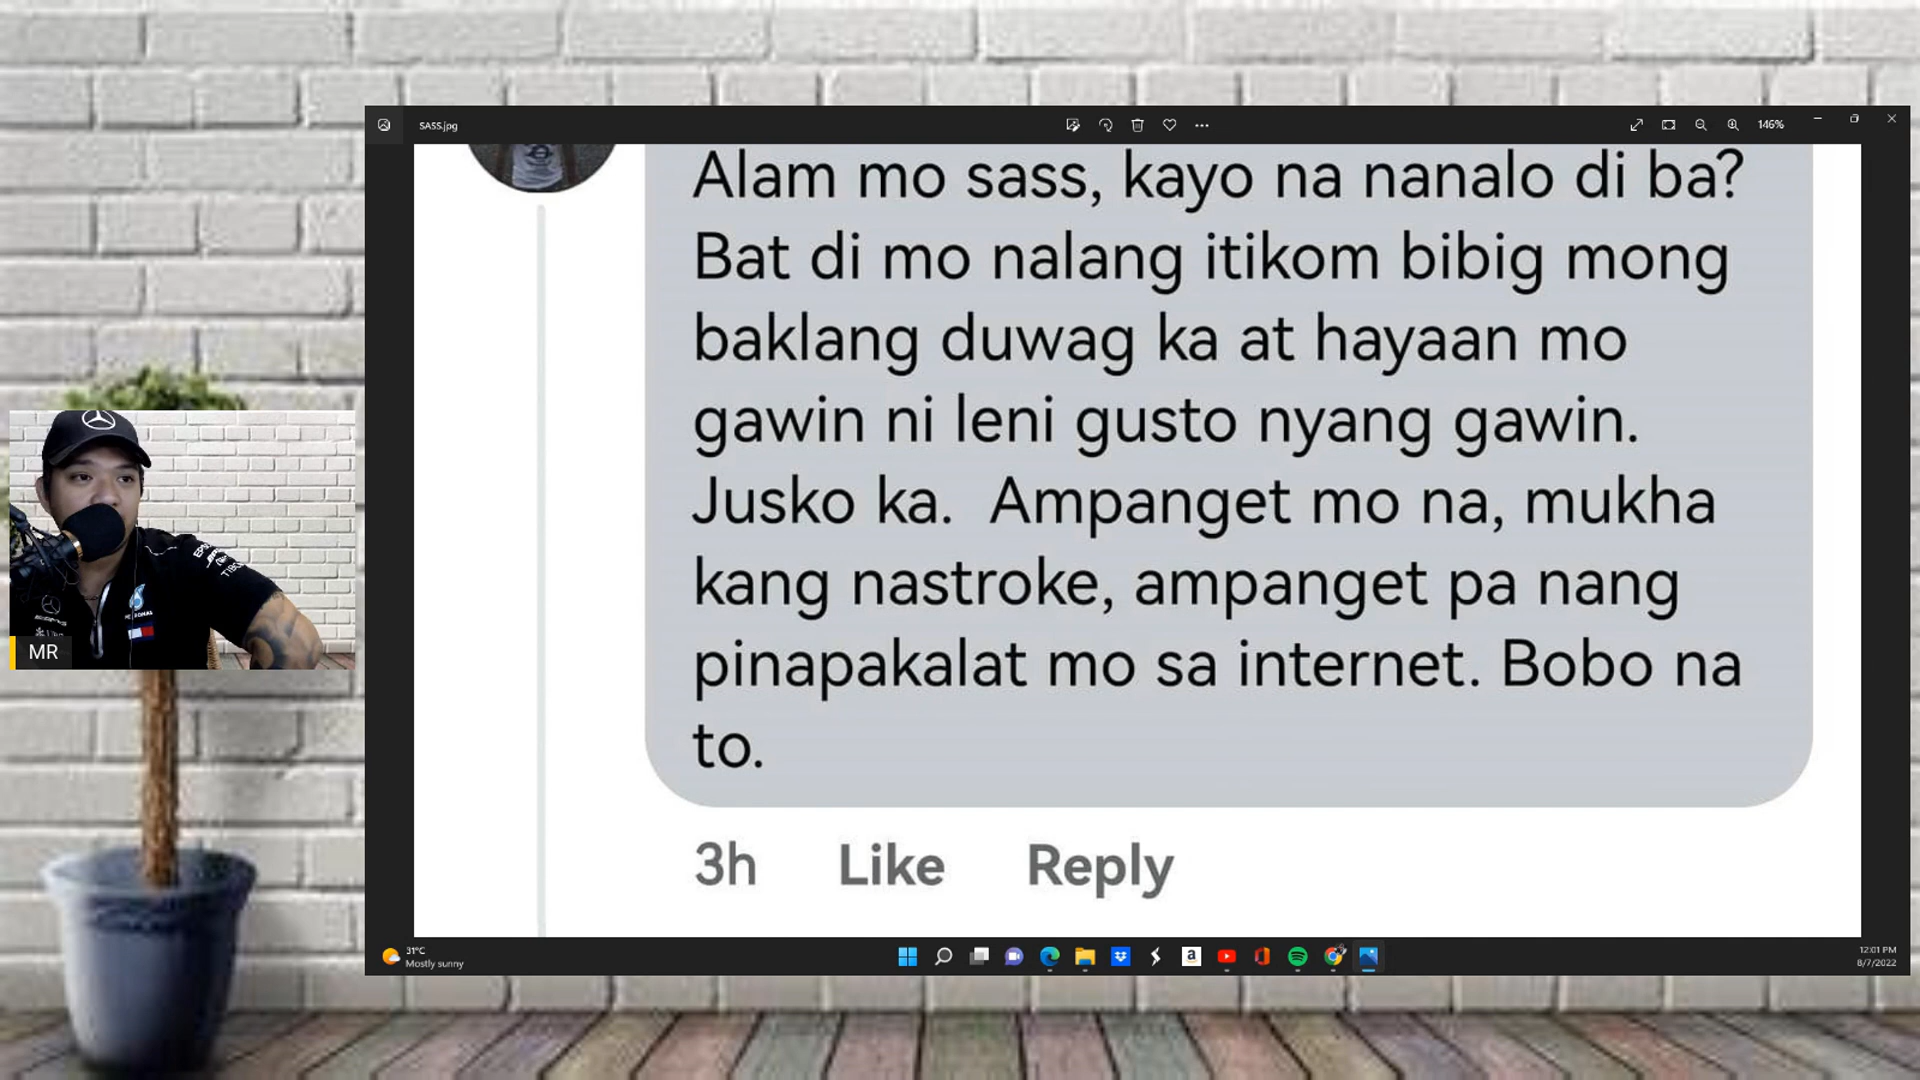 SASS.jpg
146%
Alam mo sass, kayo na nanalo di ba?
Bat di mo nalang itikom bibig mong
baklang duwag ka at hayaan mo
gawin ni leni gusto nyang gawin.
Jusko ka. Ampanget mo na, mukha
kang nastroke, ampanget pa nang
pinapakalat mo sa internet. Bobo na
to.
3h Like Reply
MR
31°C
Mostly sunny
12:01 PM
8/7/2022